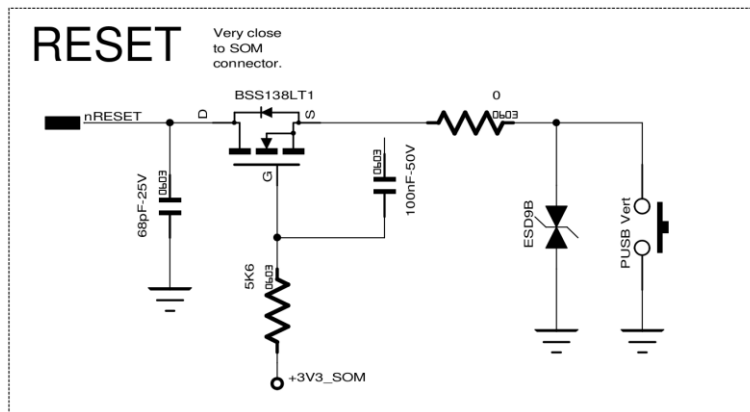 RESET
Very close
to SOM
connector.
BSS138LT1
0
nRESET
D
S
0603
G
68pF-25V
0603
0603
100nF-50V
ESD9B
PUSB Vert
5K6
0603
+3V3_SOM